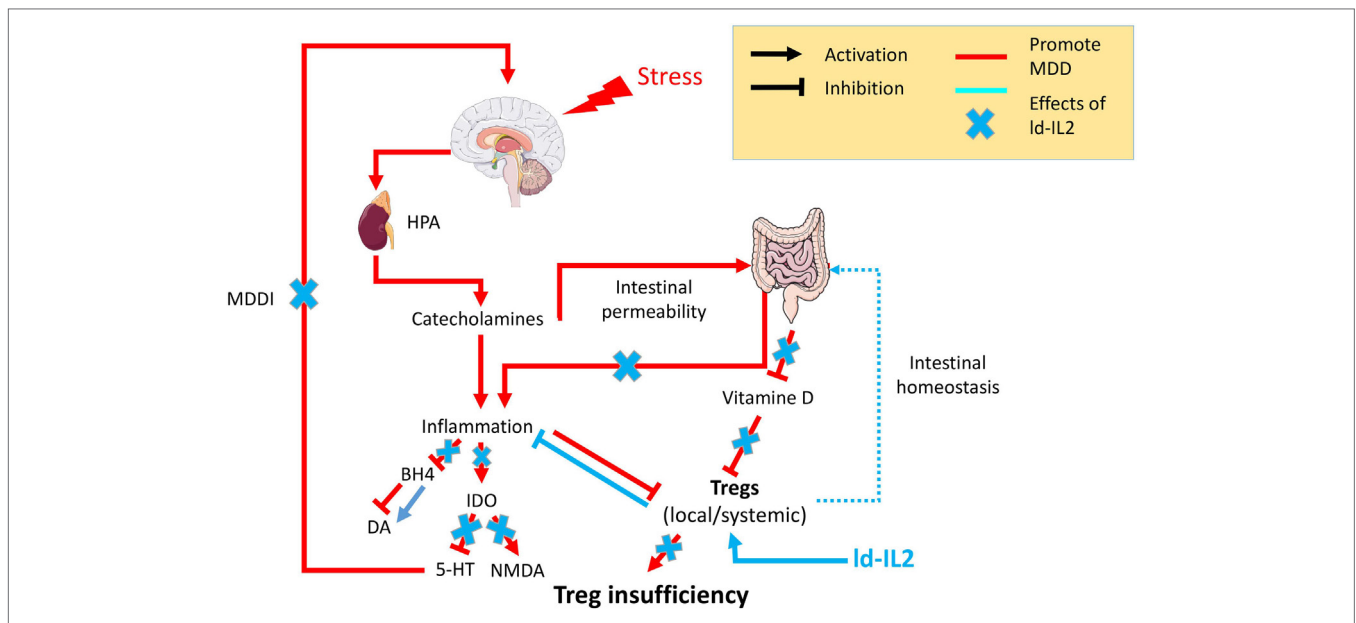 Stress
Activation
Inhibition
Promote
MDD
Effects of
ld-IL2
HPA
MDDI
Catecholamines
Intestinal
permeability
Intestinal
homeostasis
Vitamine D
Inflammation
BH4
DA
IDO
5-HT
NMDA
Tregs
(local/systemic)
ld-IL2
Treg insufficiency